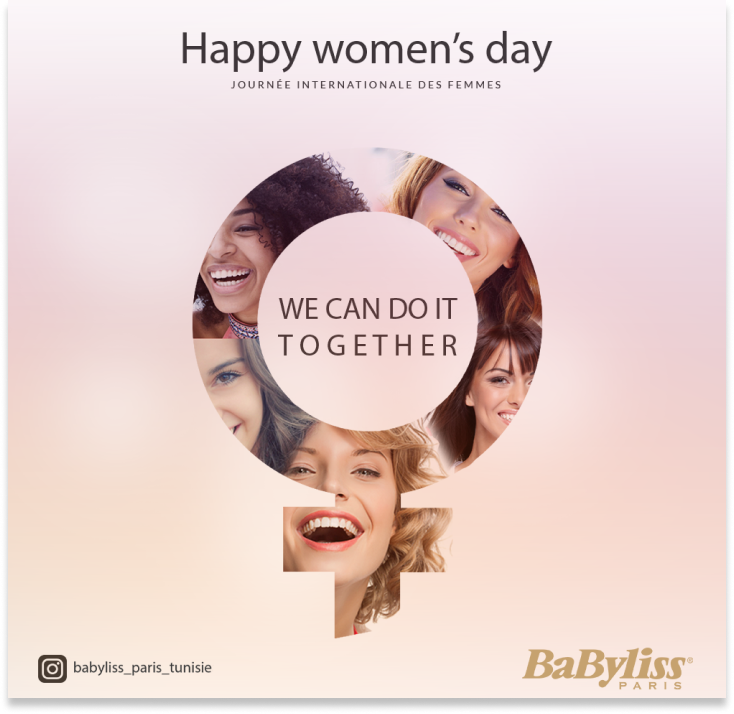 Happy women's day
JOURNÉE INTERNATIONALE DES FEMMES
WE CAN DO IT
TOGETHER
babyliss_paris_tunisie
BaByliss®
PARIS